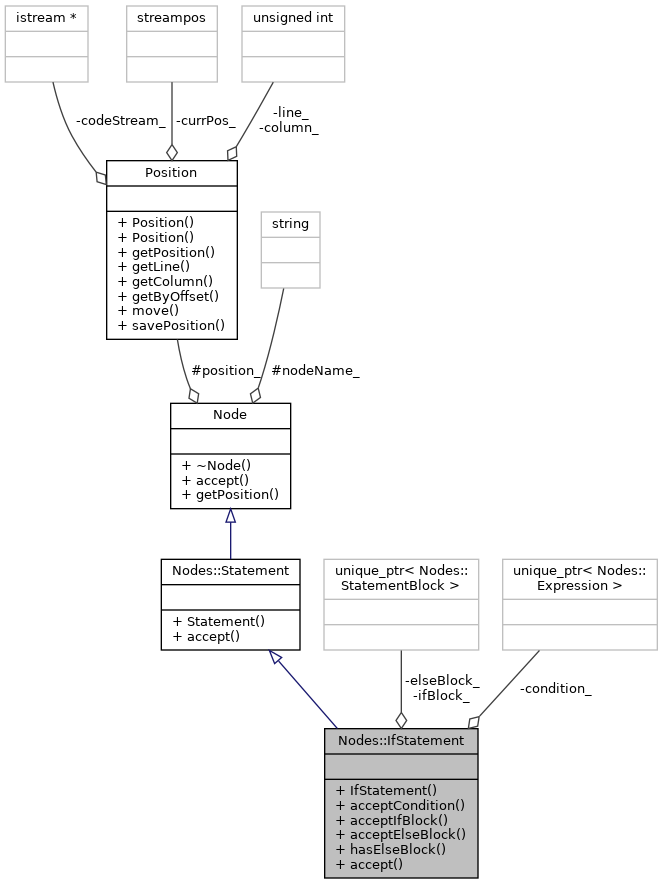 istream *
streampos
unsigned int
-codeStream_
-currPos_
-line_
-column_
Position
+ Position()
+ Position()
+ getPosition()
+ getLine()
+ getColumn()
+ getByOffset()
+ move()
+ savePosition()
string
#position_
#nodeName_
Node
+ ~Node()
+ accept()
+ getPosition()
Nodes::Statement
+ Statement()
+ accept()
unique_ptr< Nodes::
StatementBlock >
unique_ptr< Nodes::
Expression >
-elseBlock_
-ifBlock_
-condition_
Nodes::IfStatement
+ IfStatement()
+ acceptCondition()
+ acceptIfBlock()
+ acceptElseBlock()
+ hasElseBlock()
+ accept()